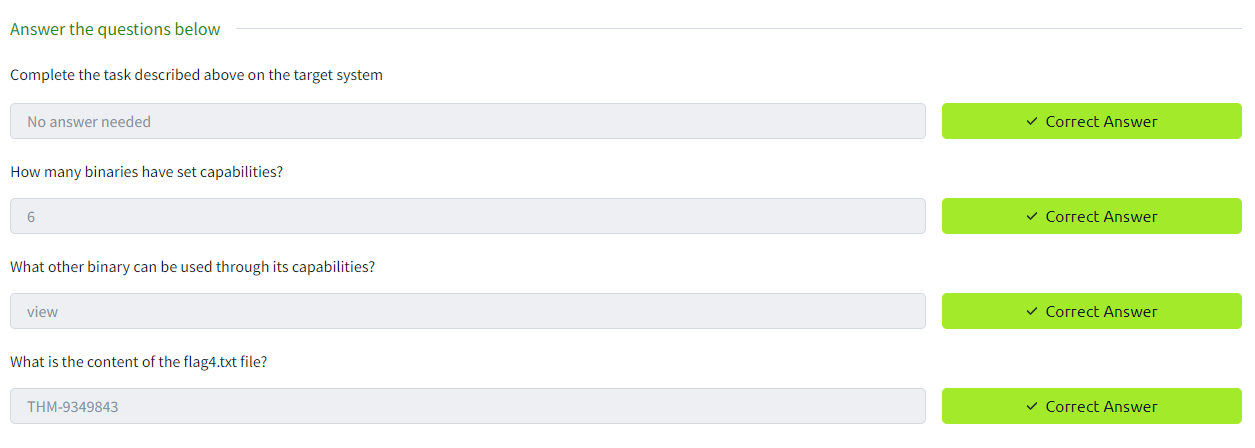 Answer the questions below
Complete the task described above on the target system
No answer needed
✓ Correct Answer
How many binaries have set capabilities?
6
✓ Correct Answer
What other binary can be used through its capabilities?
view
✓ Correct Answer
What is the content of the flag4.txt file?
THM-9349843
✓ Correct Answer